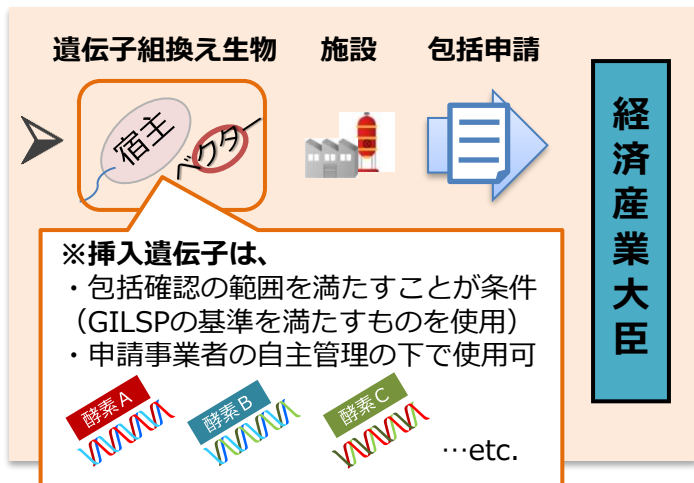 遺伝子組換え生物 施設 包括申請
宿主
ベクター
経済産業大臣
※挿入遺伝子は、
・包括確認の範囲を満たすことが条件
（GILSPの基準を満たすものを使用）
・申請事業者の自主管理の下で使用可
酵素A 酵素B 酵素C
…etc.